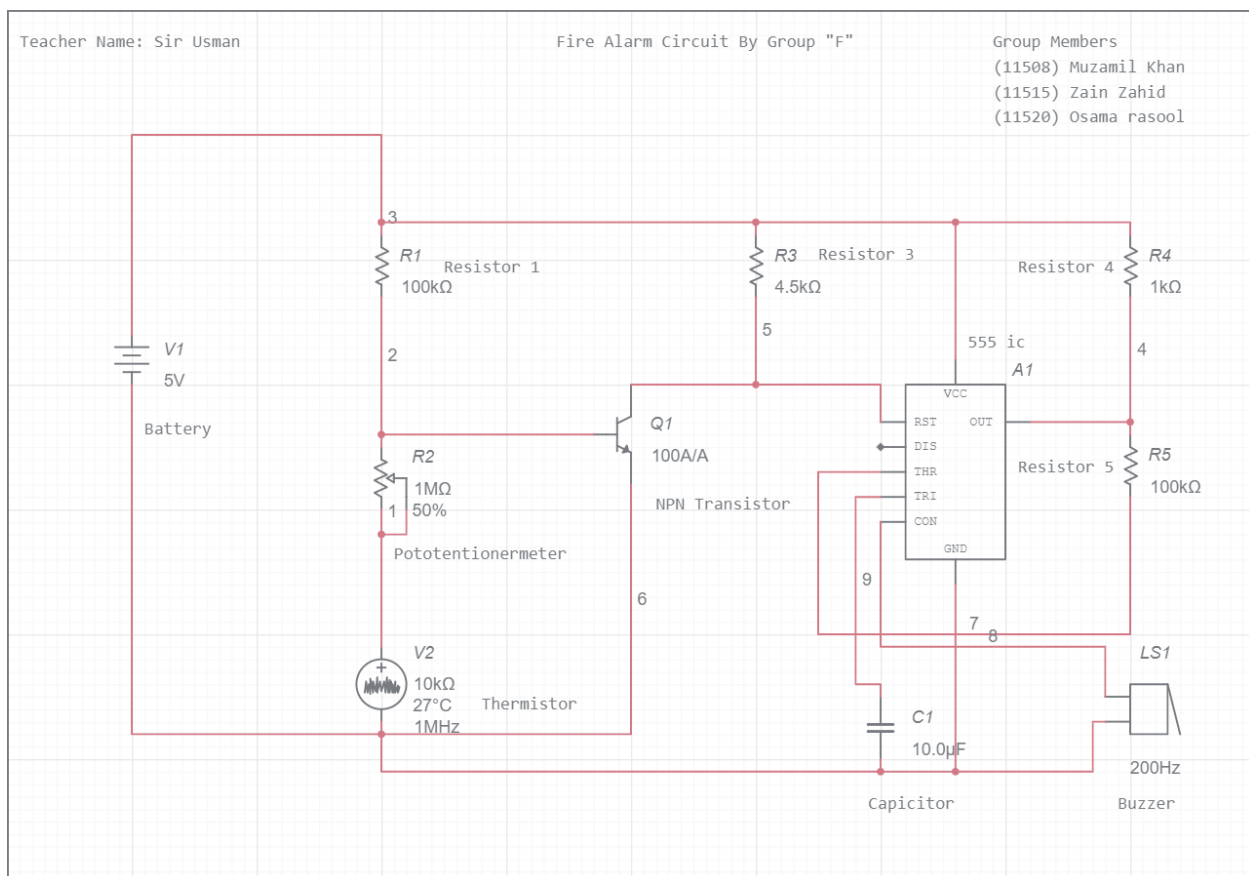 Teacher Name: Sir Usman
Fire Alarm Circuit By Group "F"
Group Members
(11508) Muzamil Khan
(11515) Zain Zahid
(11520) Osama rasool
3
R1
Resistor 1
100kΩ
R3
Resistor 3
4.5kΩ
Resistor 4
R4
1kΩ
V1
5V
Battery
2
5
4
555 ic
A1
VCC
RST
OUT
DIS
THR
TRI
CON
GND
Q1
100A/A
NPN Transistor
R2
1MΩ
1
50%
Pototentionermeter
Resistor 5
R5
100kΩ
6
9
7
8
V2
10kΩ
27°C
1MHz
Thermistor
C1
10.0µF
Capicitor
LS1
200Hz
Buzzer